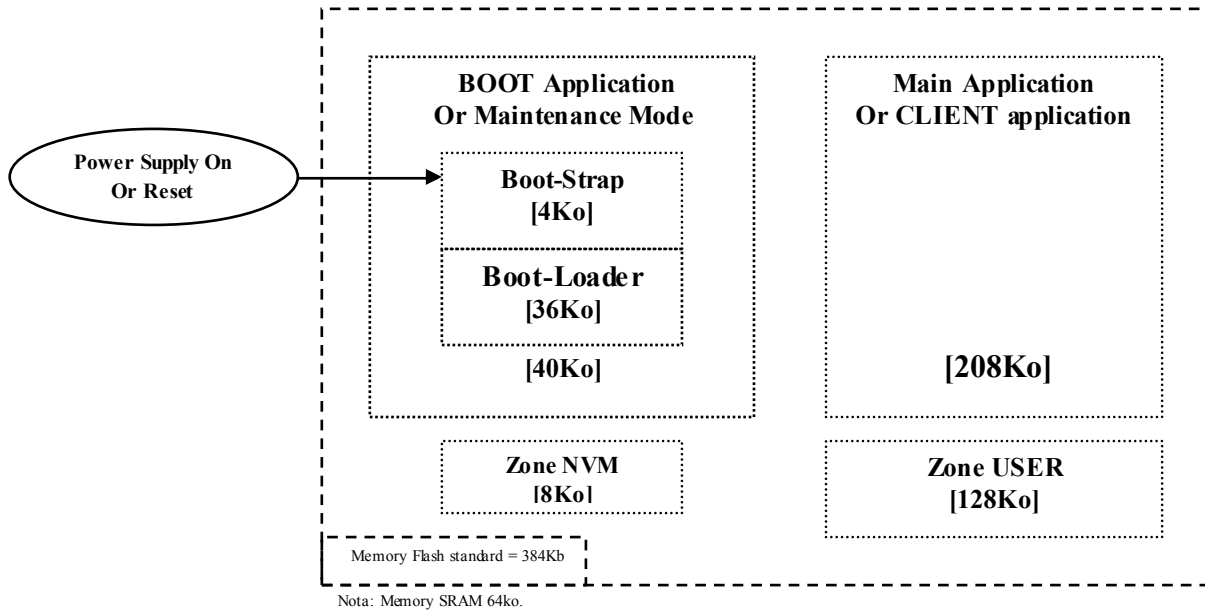 Power Supply On
Or Reset
BOOT Application
Or Maintenance Mode
Boot-Strap
[4Ko]
Boot-Loader
[36Ko]
[40Ko]
Zone NVM
[8Ko]
Main Application
Or CLIENT application
[208Ko]
Zone USER
[128Ko]
Memory Flash standard = 384Kb
Nota: Memory SRAM 64ko.